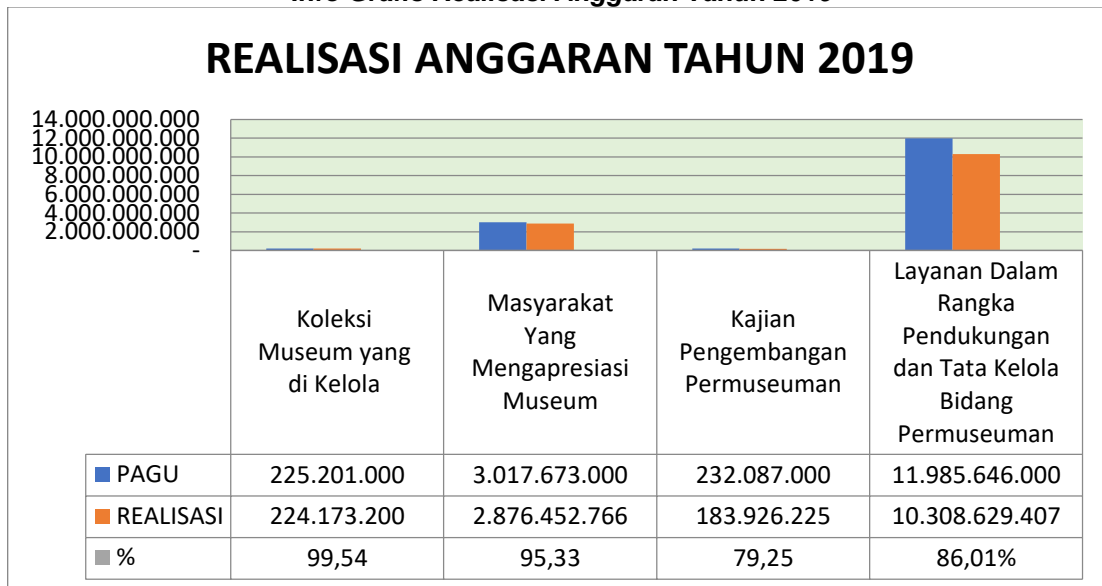 REALISASI ANGGARAN TAHUN 2019
14.000.000.000
12.000.000.000
10.000.000.000
8.000.000.000
6.000.000.000
4.000.000.000
2.000.000.000
-
Koleksi
Museum yang
di Kelola
Masyarakat
Yang
Mengapresiasi
Museum
Kajian
Pengembangan
Permuseuman
Layanan Dalam
Rangka
Pendukungan
dan Tata Kelola
Bidang
Permuseuman
PAGU 225.201.000 3.017.673.000 232.087.000 11.985.646.000
REALISASI 224.173.200 2.876.452.766 183.926.225 10.308.629.407
% 99,54 95,33 79,25 86,01%